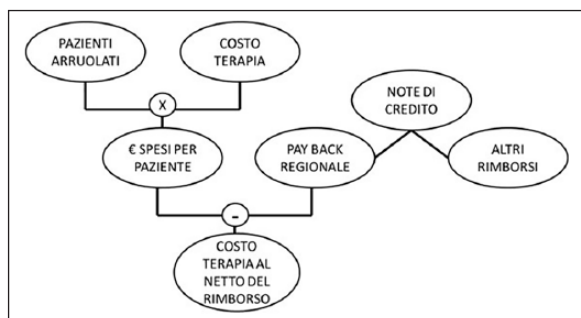 PAZIENTI
ARRUOLATI
COSTO
TERAPIA
X
NOTE DI
CREDITO
€ SPESI PER
PAZIENTE
PAY BACK
REGIONALE
ALTRI
RIMBORSI
-
COSTO
TERAPIA AL
NETTO DEL
RIMBORSO